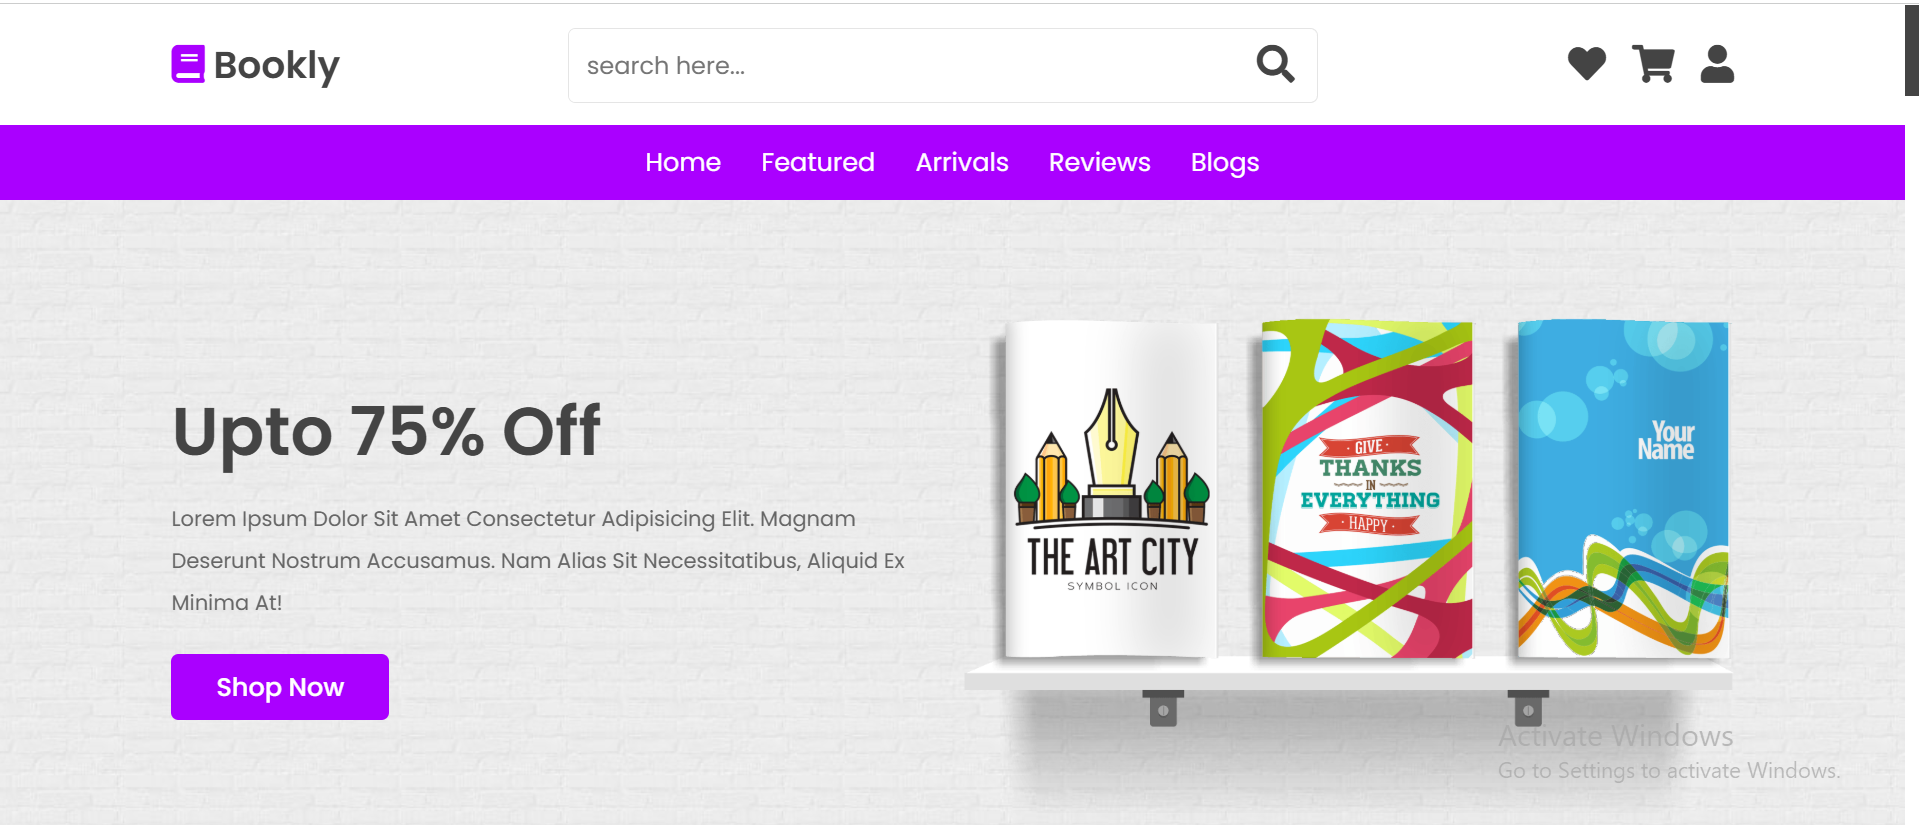 Bookly
search here...
Home Featured Arrivals Reviews Blogs
Upto 75% Off
Lorem Ipsum Dolor Sit Amet Consectetur Adipisicing Elit. Magnam
Deserunt Nostrum Accusamus. Nam Alias Sit Necessitatibus, Aliquid Ex
Minima At!
Shop Now
THE ART CITY
SYMBOL ICON
· GIVE ·
THANKS
IN
EVERYTHING
· HAPPY ·
Your
Name
Activate Windows
Go to Settings to activate Windows.